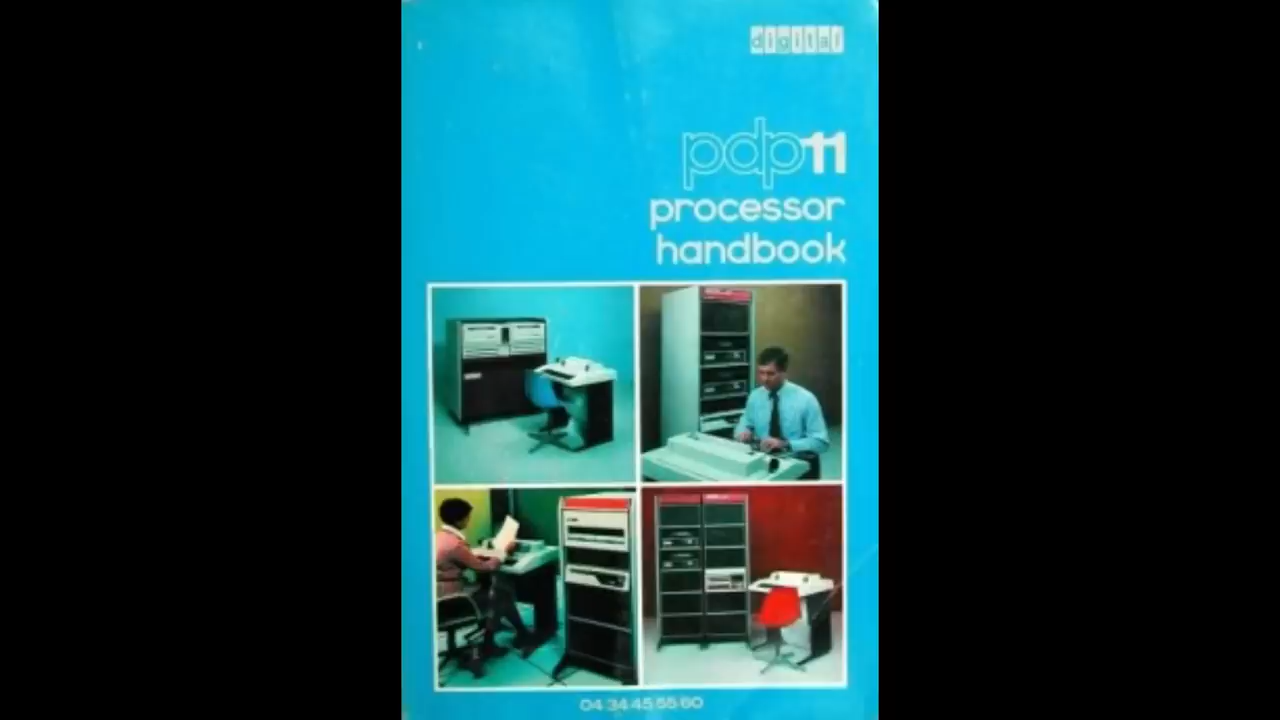 digital
pdp11
processor
handbook
04 34 45 55 60